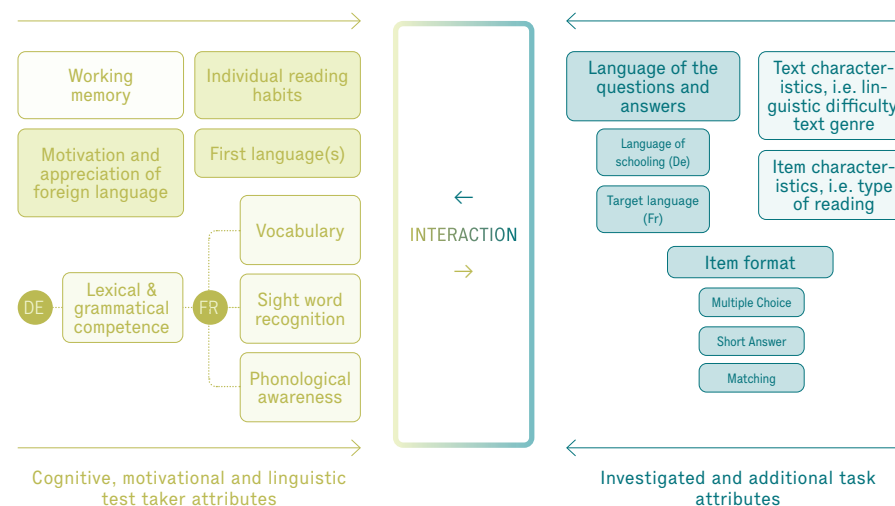 Working
memory
Individual reading
habits
Motivation and
appreciation of
foreign language
First language(s)
Vocabulary
DE
Lexical &
grammatical
competence
FR
Sight word
recognition
Phonological
awareness
Cognitive, motivational and linguistic
test taker attributes
←
INTERACTION
→
Language of the
questions and
answers
Language of
schooling (De)
Target language
(Fr)
Text character-
istics, i.e. lin-
guistic difficulty
text genre
Item character-
istics, i.e. type
of reading
Item format
Multiple Choice
Short Answer
Matching
Investigated and additional task
attributes